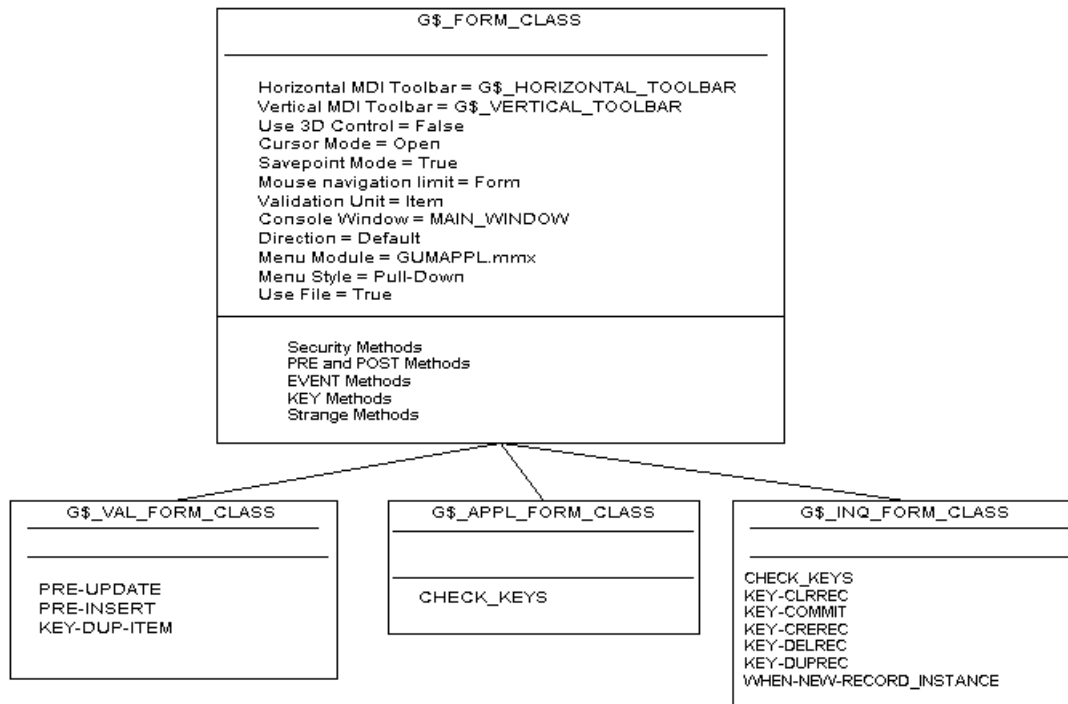 G$_FORM_CLASS
Horizontal MDI Toolbar = G$_HORIZONTAL_TOOLBAR
Vertical MDI Toolbar = G$_VERTICAL_TOOLBAR
Use 3D Control = False
Cursor Mode = Open
Savepoint Mode = True
Mouse navigation limit = Form
Validation Unit = Item
Console Window = MAIN_WINDOW
Direction = Default
Menu Module = GUMAPPL.mmx
Menu Style = Pull-Down
Use File = True
Security Methods
PRE and POST Methods
EVENT Methods
KEY Methods
Strange Methods
G$_VAL_FORM_CLASS
PRE-UPDATE
PRE-INSERT
KEY-DUP-ITEM
G$_APPL_FORM_CLASS
CHECK_KEYS
G$_INQ_FORM_CLASS
CHECK_KEYS
KEY-CLRREC
KEY-COMMIT
KEY-CREREC
KEY-DELREC
KEY-DUPREC
WHEN-NEW-RECORD_INSTANCE